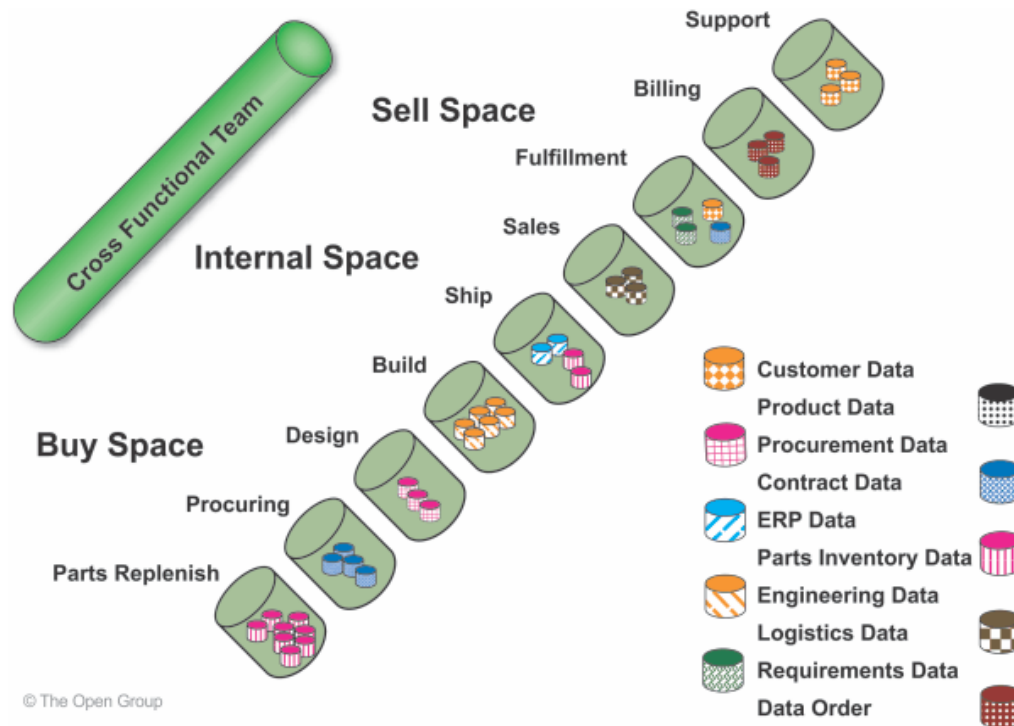 Support
Billing
Sell Space
Cross Functional Team
Fulfillment
Sales
Internal Space
Ship
Build
Customer Data
Product Data
Design
Buy Space
Procurement Data
Contract Data
Procuring
ERP Data
Parts Inventory Data
Parts Replenish
Engineering Data
Logistics Data
Requirements Data
Data Order
© The Open Group